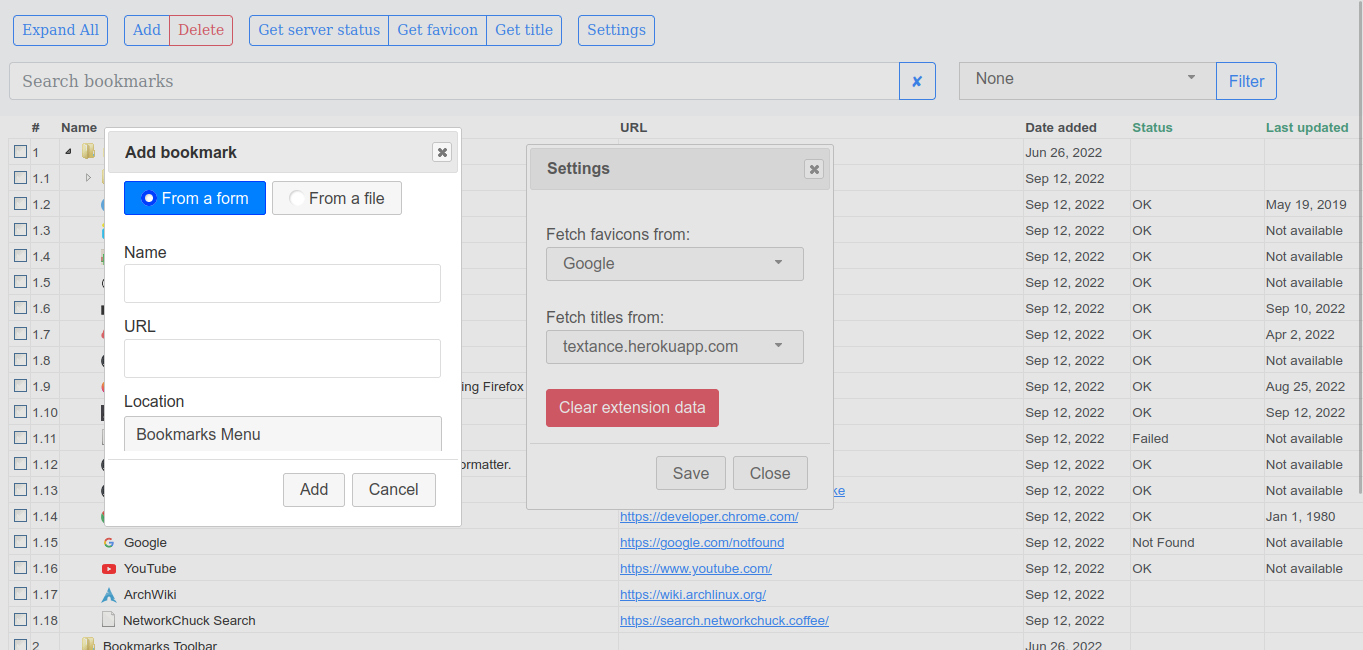 Expand All Add Delete Get server status Get favicon Get title Settings
Search bookmarks ✘ None Filter
# Name URL Date added Status Last updated
Add bookmark
From a form From a file
Name
URL
Location
Bookmarks Menu
Add Cancel
Settings
Fetch favicons from:
Google
Fetch titles from:
textance.herokuapp.com
Clear extension data
Save Close
1 Jun 26, 2022
1.1 Sep 12, 2022
1.2 Sep 12, 2022 OK May 19, 2019
1.3 Sep 12, 2022 OK Not available
1.4 Sep 12, 2022 OK Not available
1.5 Sep 12, 2022 OK Not available
1.6 Sep 12, 2022 OK Sep 10, 2022
1.7 Sep 12, 2022 OK Apr 2, 2022
1.8 Sep 12, 2022 OK Not available
1.9 ing Firefox Sep 12, 2022 OK Aug 25, 2022
1.10 Sep 12, 2022 OK Sep 12, 2022
1.11 Sep 12, 2022 Failed Not available
1.12 ormatter. Sep 12, 2022 OK Not available
1.13 ke Sep 12, 2022 OK Not available
1.14 https://developer.chrome.com/ Sep 12, 2022 OK Jan 1, 1980
1.15 Google https://google.com/notfound Sep 12, 2022 Not Found Not available
1.16 YouTube https://www.youtube.com/ Sep 12, 2022 OK Not available
1.17 ArchWiki https://wiki.archlinux.org/ Sep 12, 2022
1.18 NetworkChuck Search https://search.networkchuck.coffee/ Sep 12, 2022
2 Bookmarks Toolbar Jun 26, 2022